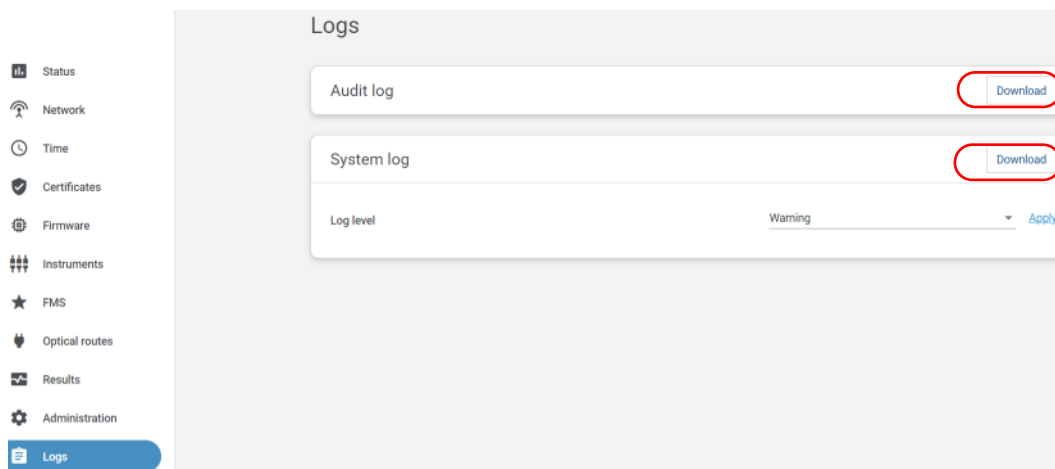 Logs
Status
Network
Time
Certificates
Firmware
Instruments
FMS
Optical routes
Results
Administration
Logs
Audit log
Download
System log
Download
Log level
Warning
Apply